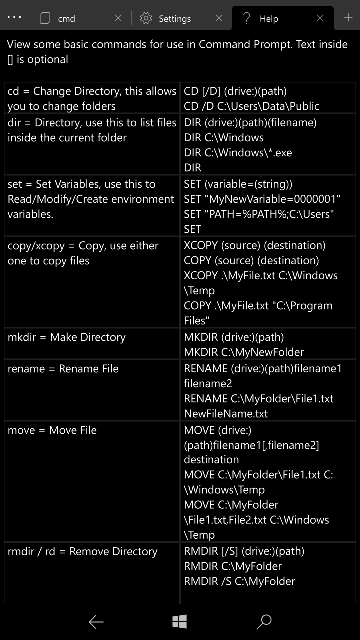 cmd
Settings
? Help
View some basic commands for use in Command Prompt. Text inside
[] is optional
cd = Change Directory, this allows
you to change folders
CD [/D] (drive:)(path)
CD /D C:\Users\Data\Public
dir = Directory, use this to list files
inside the current folder
DIR (drive:)(path)(filename)
DIR C:\Windows
DIR C:\Windows\*.exe
DIR
set = Set Variables, use this to
Read/Modify/Create environment
variables.
SET (variable=(string))
SET "MyNewVariable=0000001"
SET "PATH=%PATH%;C:\Users"
SET
copy/xcopy = Copy, use either
one to copy files
XCOPY (source) (destination)
COPY (source) (destination)
XCOPY .\MyFile.txt C:\Windows
\Temp
COPY .\MyFile.txt "C:\Program
Files"
mkdir = Make Directory
MKDIR (drive:)(path)
MKDIR C:\MyNewFolder
rename = Rename File
RENAME (drive:)(path)filename1
filename2
RENAME C:\MyFolder\File1.txt
NewFileName.txt
move = Move File
MOVE (drive:)
(path)filename1[,filename2]
destination
MOVE C:\MyFolder\File1.txt C:
\Windows\Temp
MOVE C:\MyFolder
\File1.txt,File2.txt C:\Windows
\Temp
rmdir / rd = Remove Directory
RMDIR [/S] (drive:)(path)
RMDIR C:\MyFolder
RMDIR /S C:\MyFolder